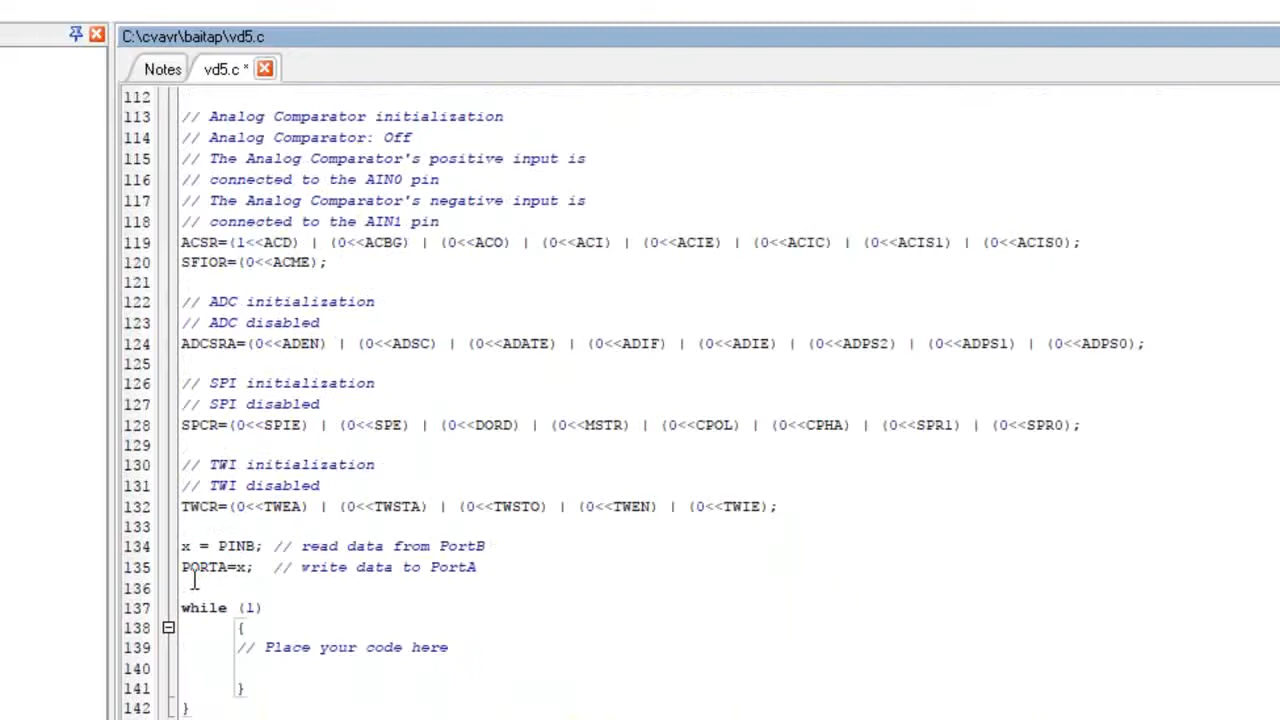 C:\cvavr\baitap\vd5.c
Notes
vd5.c *
112
113 // Analog Comparator initialization
114 // Analog Comparator: Off
115 // The Analog Comparator's positive input is
116 // connected to the AIN0 pin
117 // The Analog Comparator's negative input is
118 // connected to the AIN1 pin
119 ACSR=(1<<ACD) | (0<<ACBG) | (0<<ACO) | (0<<ACI) | (0<<ACIE) | (0<<ACIC) | (0<<ACIS1) | (0<<ACIS0);
120 SFIOR=(0<<ACME);
121
122 // ADC initialization
123 // ADC disabled
124 ADCSRA=(0<<ADEN) | (0<<ADSC) | (0<<ADATE) | (0<<ADIF) | (0<<ADIE) | (0<<ADPS2) | (0<<ADPS1) | (0<<ADPS0);
125
126 // SPI initialization
127 // SPI disabled
128 SPCR=(0<<SPIE) | (0<<SPE) | (0<<DORD) | (0<<MSTR) | (0<<CPOL) | (0<<CPHA) | (0<<SPR1) | (0<<SPR0);
129
130 // TWI initialization
131 // TWI disabled
132 TWCR=(0<<TWEA) | (0<<TWSTA) | (0<<TWSTO) | (0<<TWEN) | (0<<TWIE);
133
134 x = PINB; // read data from PortB
135 PORTA=x; // write data to PortA
136
137 while (1)
138 {
139 // Place your code here
140
141 }
142 }